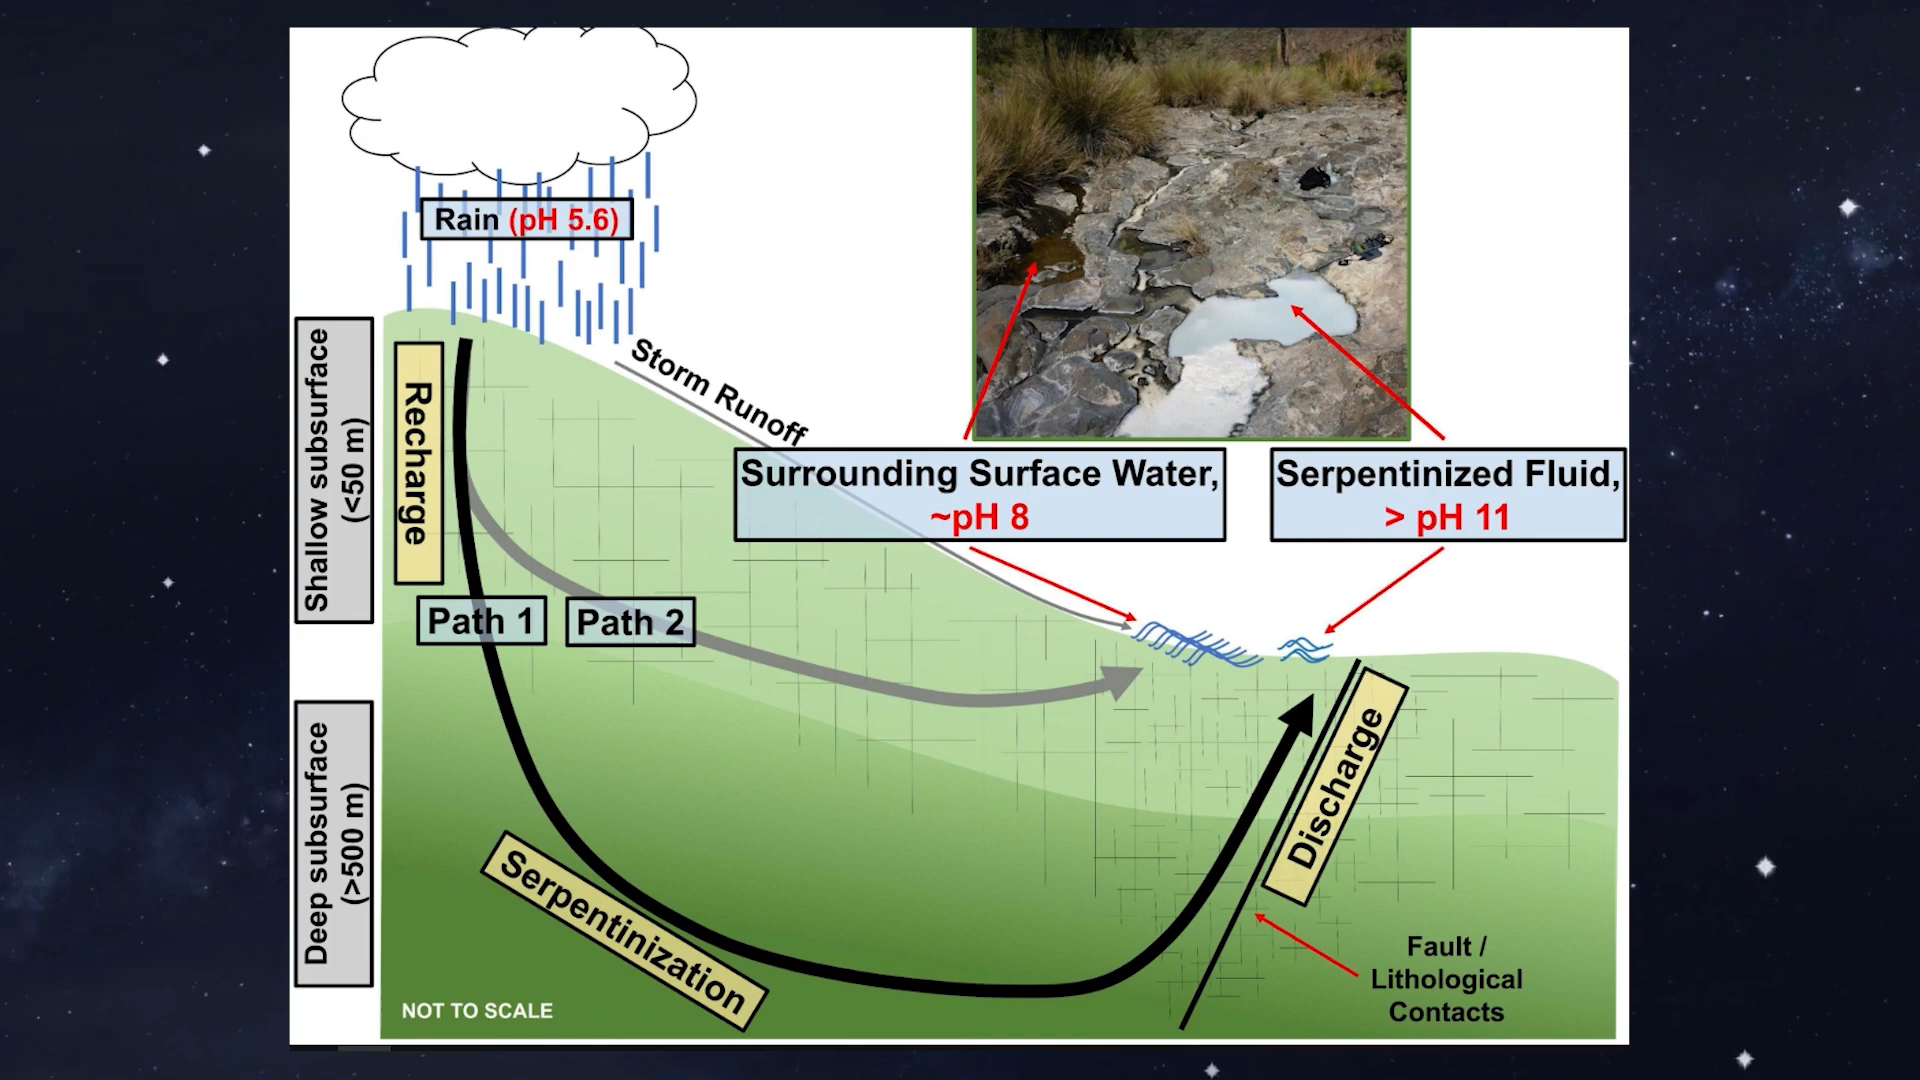 Rain (pH 5.6)
Storm Runoff
Shallow subsurface
(<50 m)
Recharge
Surrounding Surface Water,
~pH 8
Serpentinized Fluid,
> pH 11
Path 1
Path 2
Deep subsurface
(>500 m)
Serpentinization
Discharge
Fault /
Lithological
Contacts
NOT TO SCALE